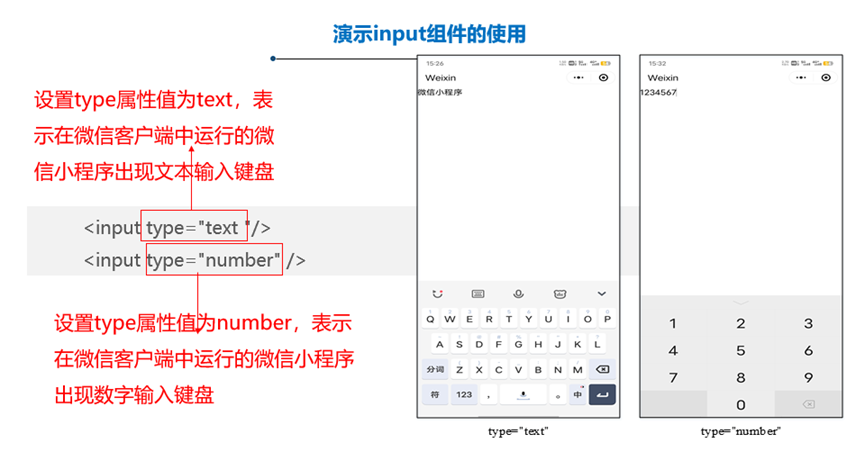 演示input组件的使用
设置type属性值为text，表
示在微信客户端中运行的微
信小程序出现文本输入键盘
<input type="text "/>
<input type="number" />
设置type属性值为number，表示
在微信客户端中运行的微信小程序
出现数字输入键盘
15:26
Weixin
微信小程序
Q W E R T Y U I O P
A S D F G H J K L
分词 Z X C V B N M
符 123 ， 。 中
type="text"
15:32
Weixin
1234567
1 2 3
4 5 6
7 8 9
0
type="number"